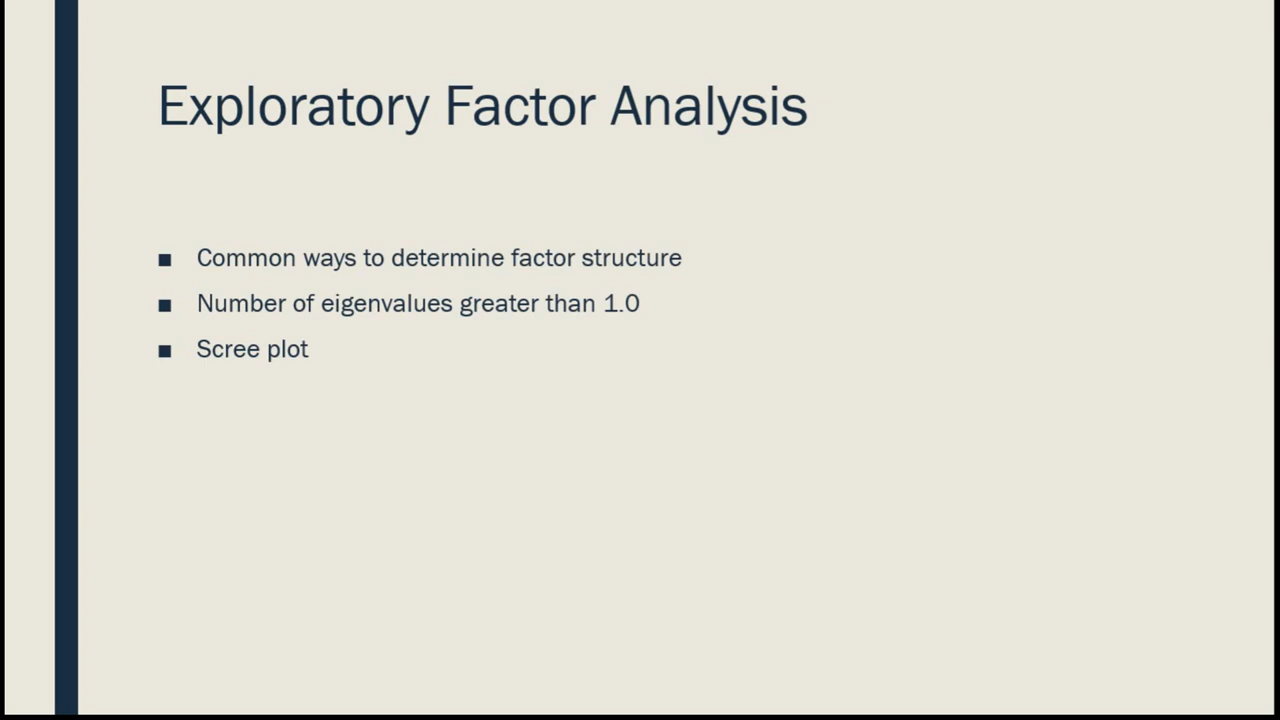 Exploratory Factor Analysis
■ Common ways to determine factor structure
■ Number of eigenvalues greater than 1.0
■ Scree plot